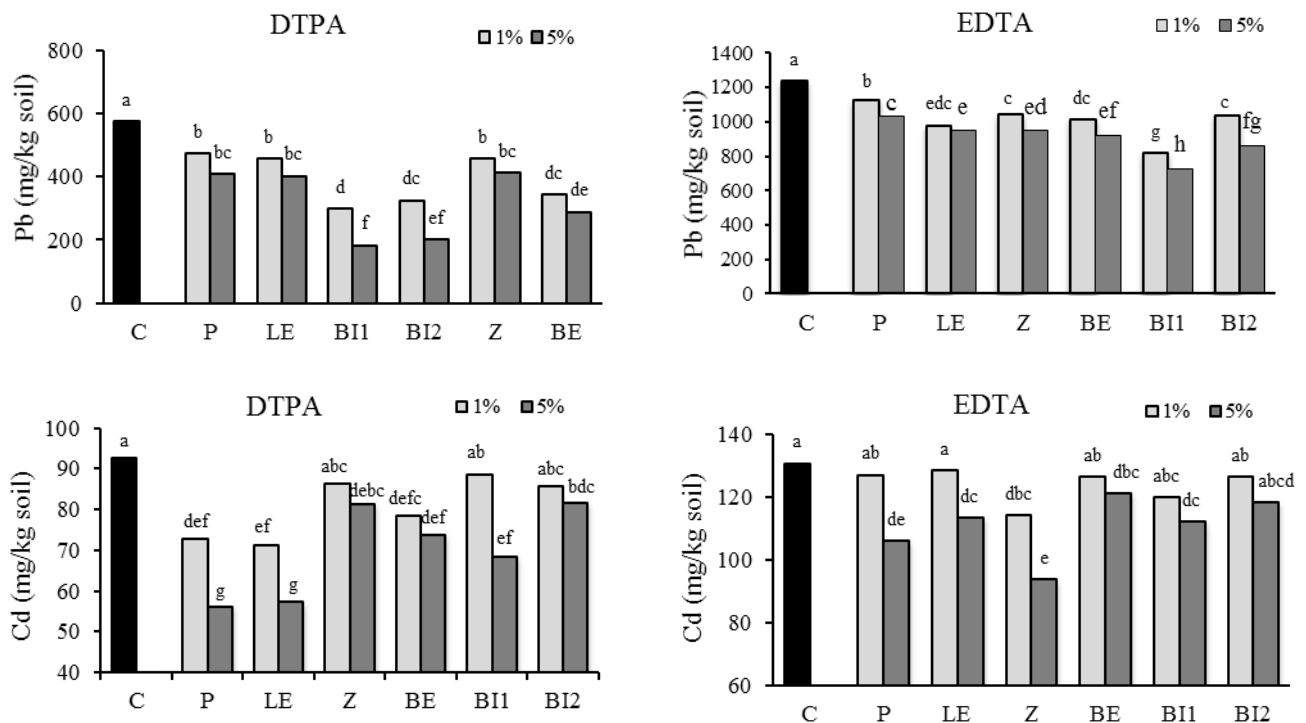 DTPA
1% 5%
Pb (mg/kg soil)
800
600
400
200
0
a
b
bc
b
bc
d
f
dc
ef
b
bc
dc
de
C P LE BI1 BI2 Z BE
EDTA
1% 5%
Pb (mg/kg soil)
1400
1200
1000
800
600
400
200
0
a
b
c
edc
e
c
ed
dc
ef
g
h
c
fg
C P LE Z BE BI1 BI2
DTPA
1% 5%
Cd (mg/kg soil)
100
90
80
70
60
50
40
a
def
g
ef
g
abc
debc
defc
def
ab
ef
abc
bdc
C P LE Z BE BI1 BI2
EDTA
1% 5%
Cd (mg/kg soil)
140
120
100
80
60
a
ab
de
a
dc
dbc
e
ab
dbc
abc
dc
ab
abcd
C P LE Z BE BI1 BI2